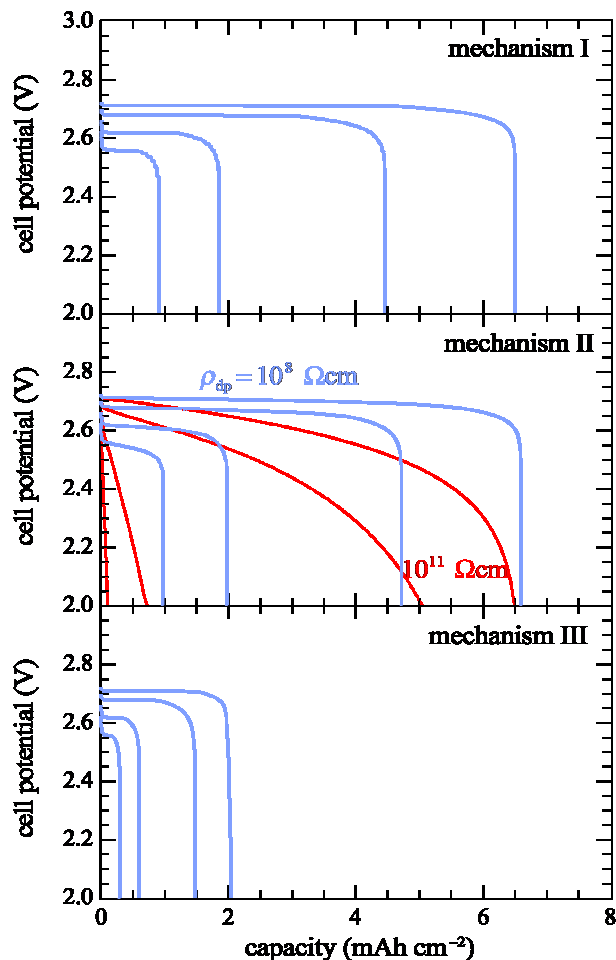 mechanism I
3.0
2.8
2.6
2.4
2.2
2.0
cell potential (V)
mechanism II
ρdp = 10⁸ Ωcm
10¹¹ Ωcm
2.8
2.6
2.4
2.2
2.0
cell potential (V)
mechanism III
2.8
2.6
2.4
2.2
2.0
cell potential (V)
0 2 4 6 8
capacity (mAh cm⁻²)